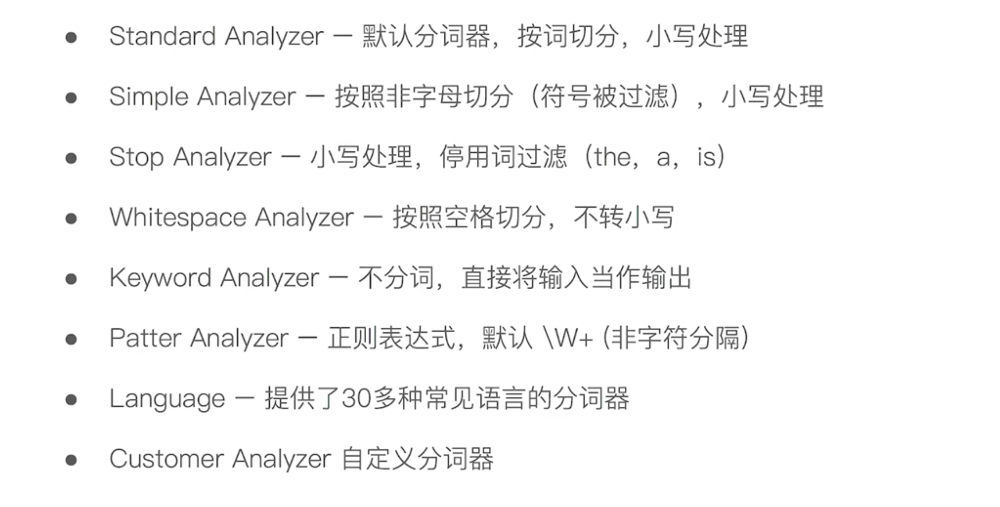 ● Standard Analyzer — 默认分词器，按词切分，小写处理
● Simple Analyzer — 按照非字母切分（符号被过滤），小写处理
● Stop Analyzer — 小写处理，停用词过滤（the，a，is）
● Whitespace Analyzer — 按照空格切分，不转小写
● Keyword Analyzer — 不分词，直接将输入当作输出
● Patter Analyzer — 正则表达式，默认 \W+ (非字符分隔)
● Language — 提供了30多种常见语言的分词器
● Customer Analyzer 自定义分词器